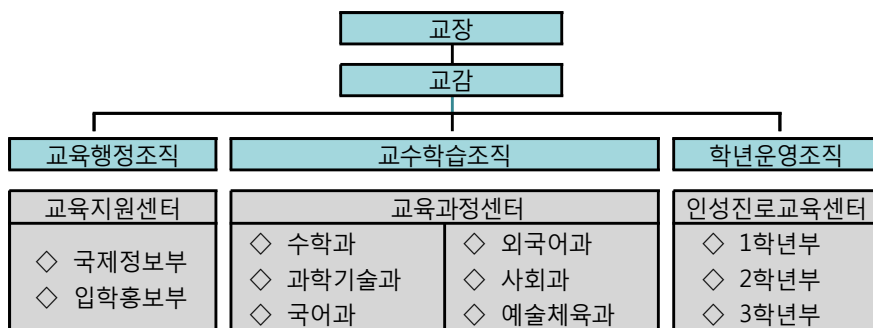 교장
교감
교육행정조직
교수학습조직
학년운영조직
교육지원센터
◇ 국제정보부
◇ 입학홍보부
교육과정센터
◇ 수학과
◇ 과학기술과
◇ 국어과
◇ 외국어과
◇ 사회과
◇ 예술체육과
인성진로교육센터
◇ 1학년부
◇ 2학년부
◇ 3학년부